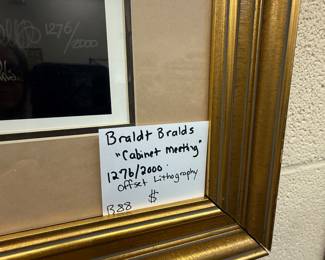 1276/2000
Braldt Bralds
"Cabinet Meeting"
1276/2000.
Offset Lithography
B88 $